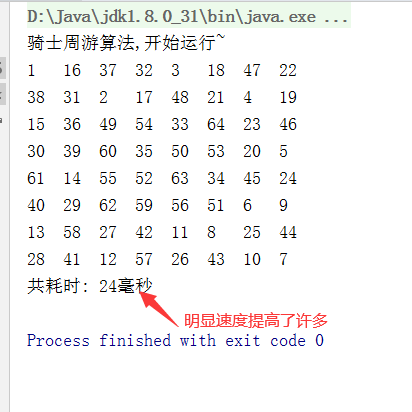 D:\Java\jdk1.8.0_31\bin\java.exe ...
骑士周游算法,开始运行~
1 16 37 32 3 18 47 22
38 31 2 17 48 21 4 19
15 36 49 54 33 64 23 46
30 39 60 35 50 53 20 5
61 14 55 52 63 34 45 24
40 29 62 59 56 51 6 9
13 58 27 42 11 8 25 44
28 41 12 57 26 43 10 7
共耗时: 24毫秒
明显速度提高了许多
Process finished with exit code 0